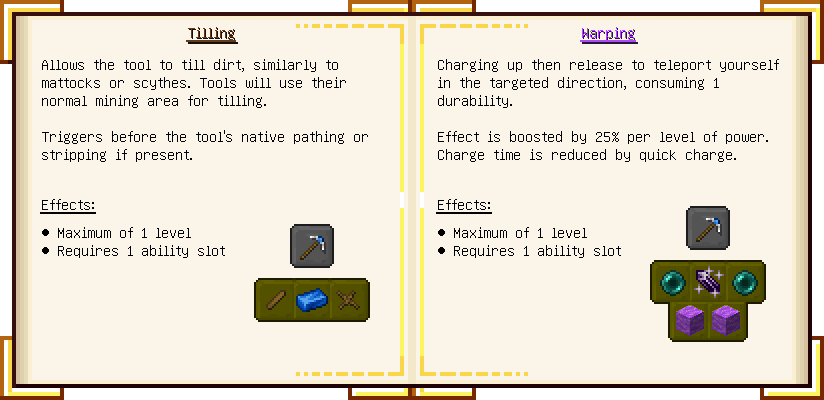 Tilling
Allows the tool to till dirt, similarly to
mattocks or scythes. Tools will use their
normal mining area for tilling.
Triggers before the tool's native pathing or
stripping if present.
Effects:
● Maximum of 1 level
● Requires 1 ability slot
Warping
Charging up then release to teleport yourself
in the targeted direction, consuming 1
durability.
Effect is boosted by 25% per level of power.
Charge time is reduced by quick charge.
Effects:
● Maximum of 1 level
● Requires 1 ability slot